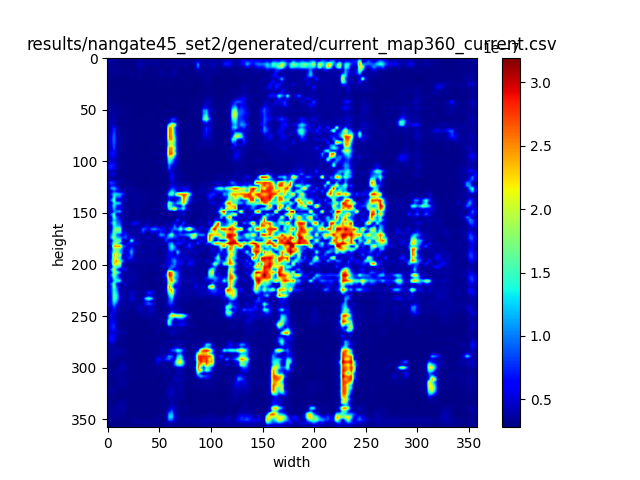 results/nangate45_set2/generated/current_map360_current.csv
1e−7
0
50
100
150
200
250
300
350
height
0 50 100 150 200 250 300 350
width
3.0
2.5
2.0
1.5
1.0
0.5